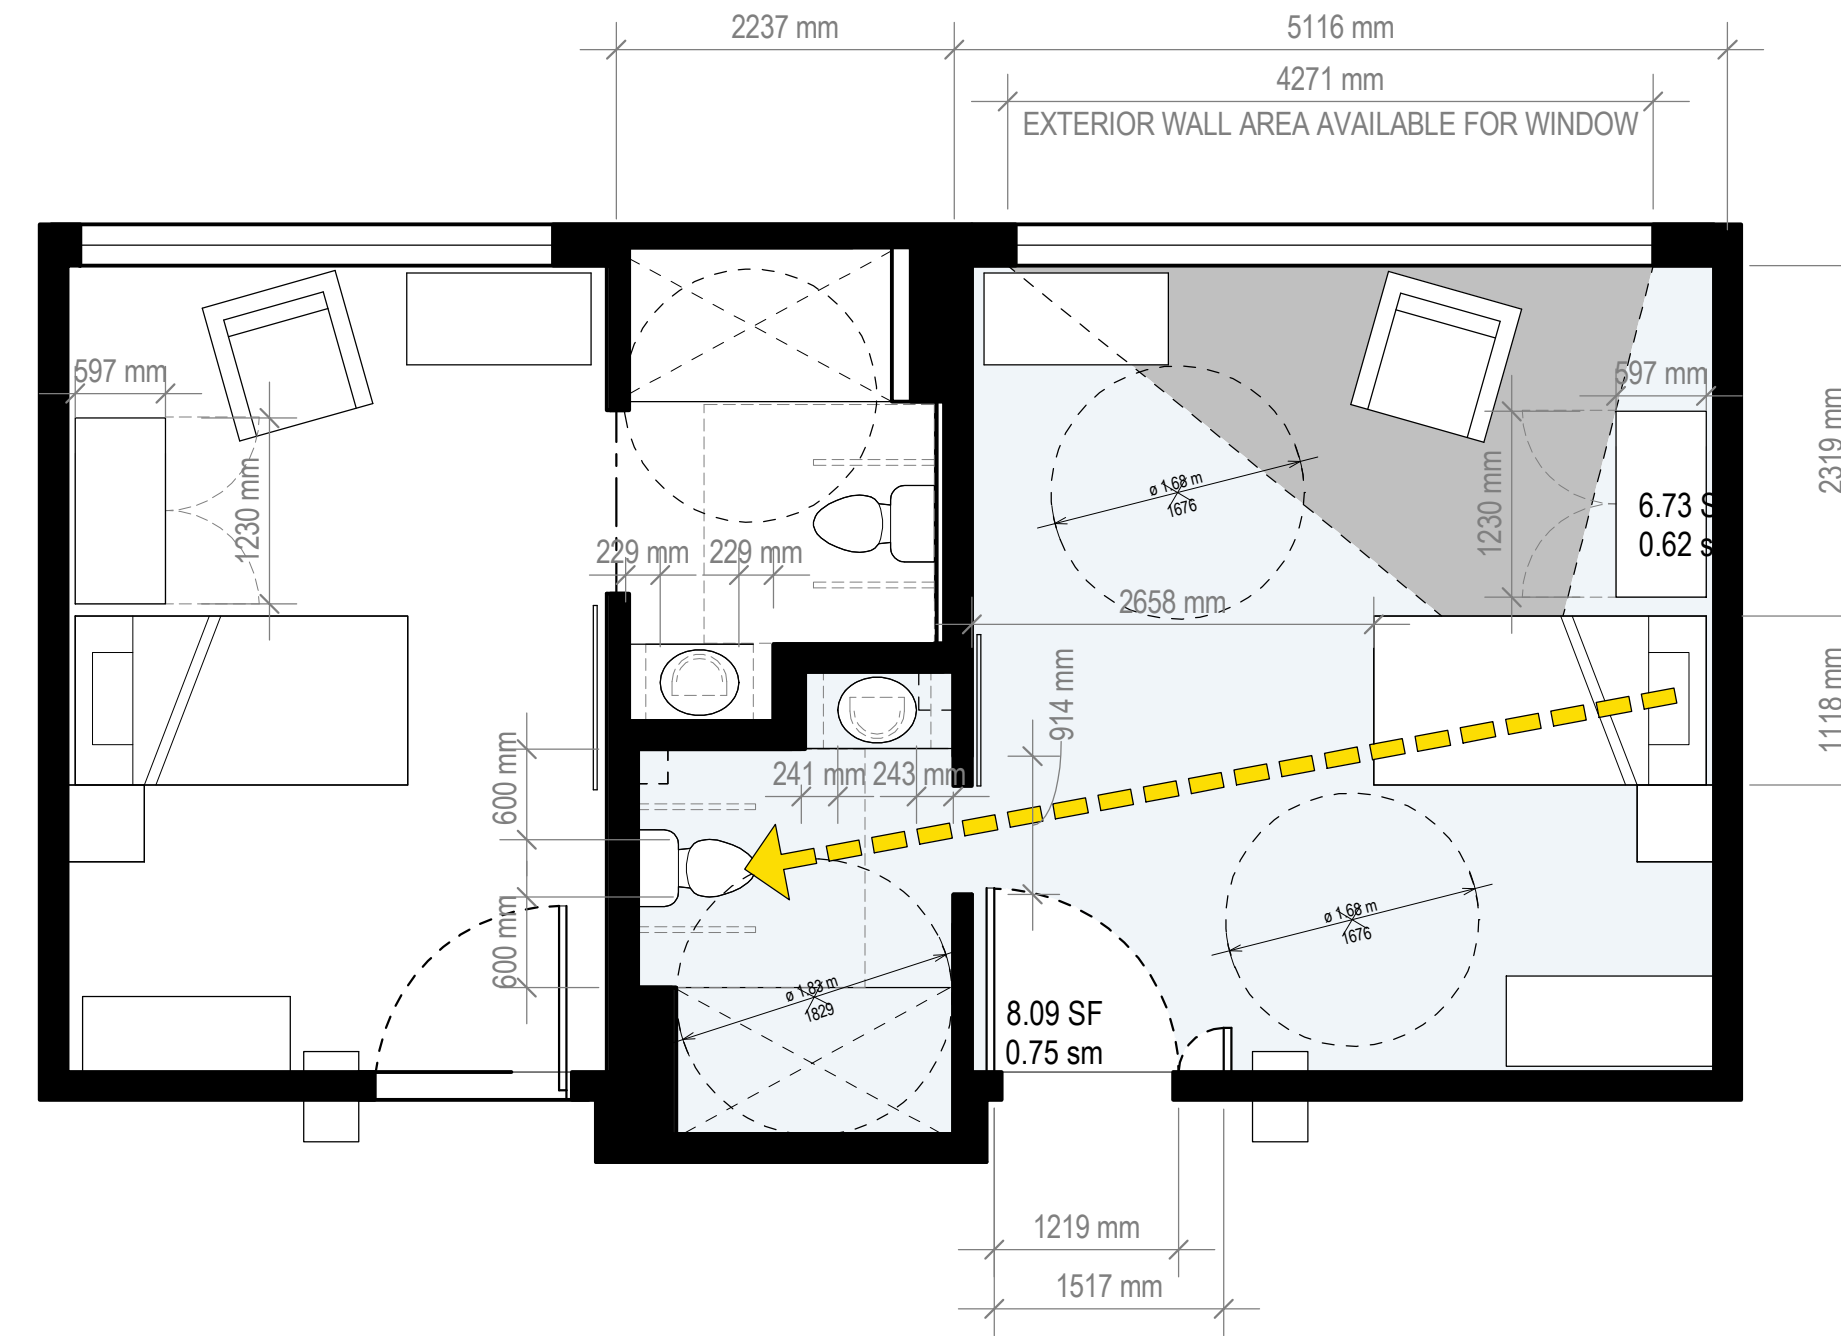 2237 mm
5116 mm
4271 mm
EXTERIOR WALL AREA AVAILABLE FOR WINDOW
597 mm
597 mm
2319 mm
1230 mm
ø 1.68 m
1676
1230 mm
6.73 S
0.62 s
229 mm
229 mm
2658 mm
914 mm
1118 mm
600 mm
241 mm
243 mm
600 mm
ø 1.68 m
1676
ø 1.83 m
1829
8.09 SF
0.75 sm
1219 mm
1517 mm